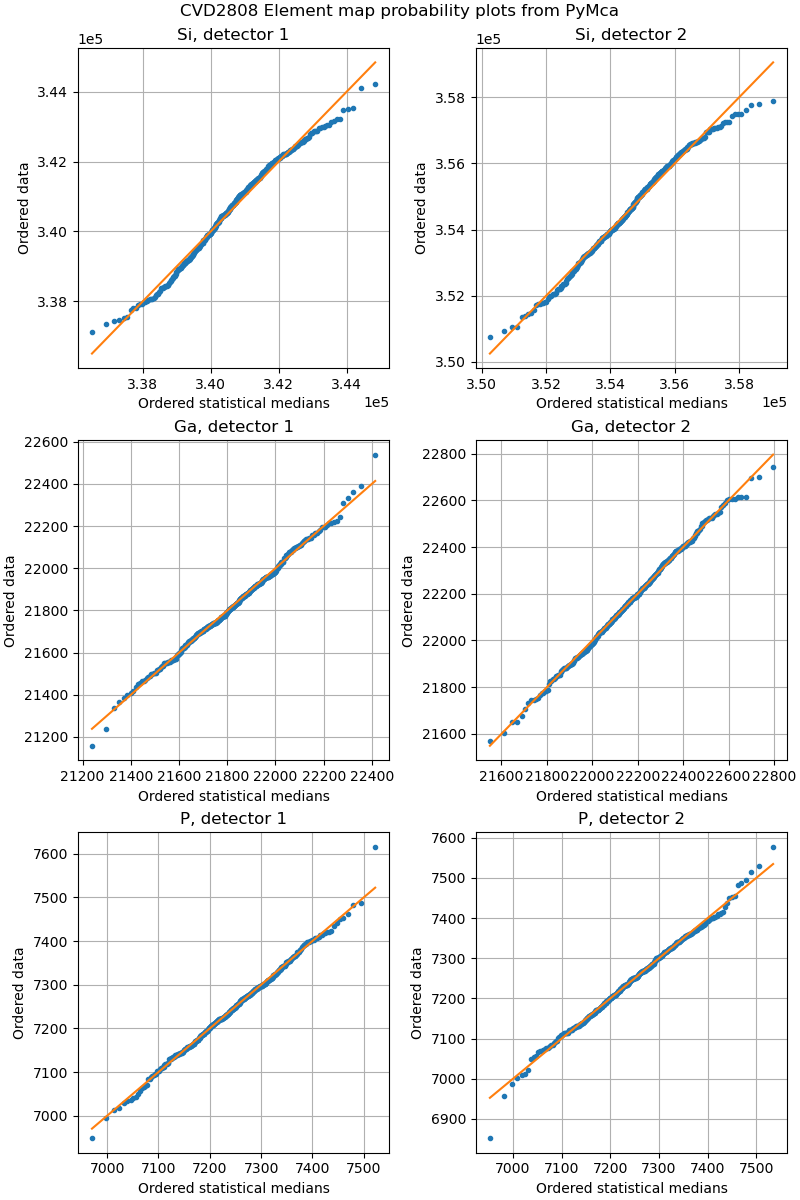 CVD2808 Element map probability plots from PyMca
Si, detector 1
Si, detector 2
1e5
1e5
3.44
3.42
3.40
3.38
Ordered data
3.58
3.56
3.54
3.52
3.50
Ordered data
3.38 3.40 3.42 3.44
1e5
Ordered statistical medians
3.50 3.52 3.54 3.56 3.58
1e5
Ordered statistical medians
Ga, detector 1
Ga, detector 2
22600
22400
22200
22000
21800
21600
21400
21200
Ordered data
22800
22600
22400
22200
22000
21800
21600
Ordered data
21200 21400 21600 21800 22000 22200 22400
Ordered statistical medians
21600 21800 22000 22200 22400 22600 22800
Ordered statistical medians
P, detector 1
P, detector 2
7600
7500
7400
7300
7200
7100
7000
Ordered data
7600
7500
7400
7300
7200
7100
7000
6900
Ordered data
7000 7100 7200 7300 7400 7500
Ordered statistical medians
7000 7100 7200 7300 7400 7500
Ordered statistical medians